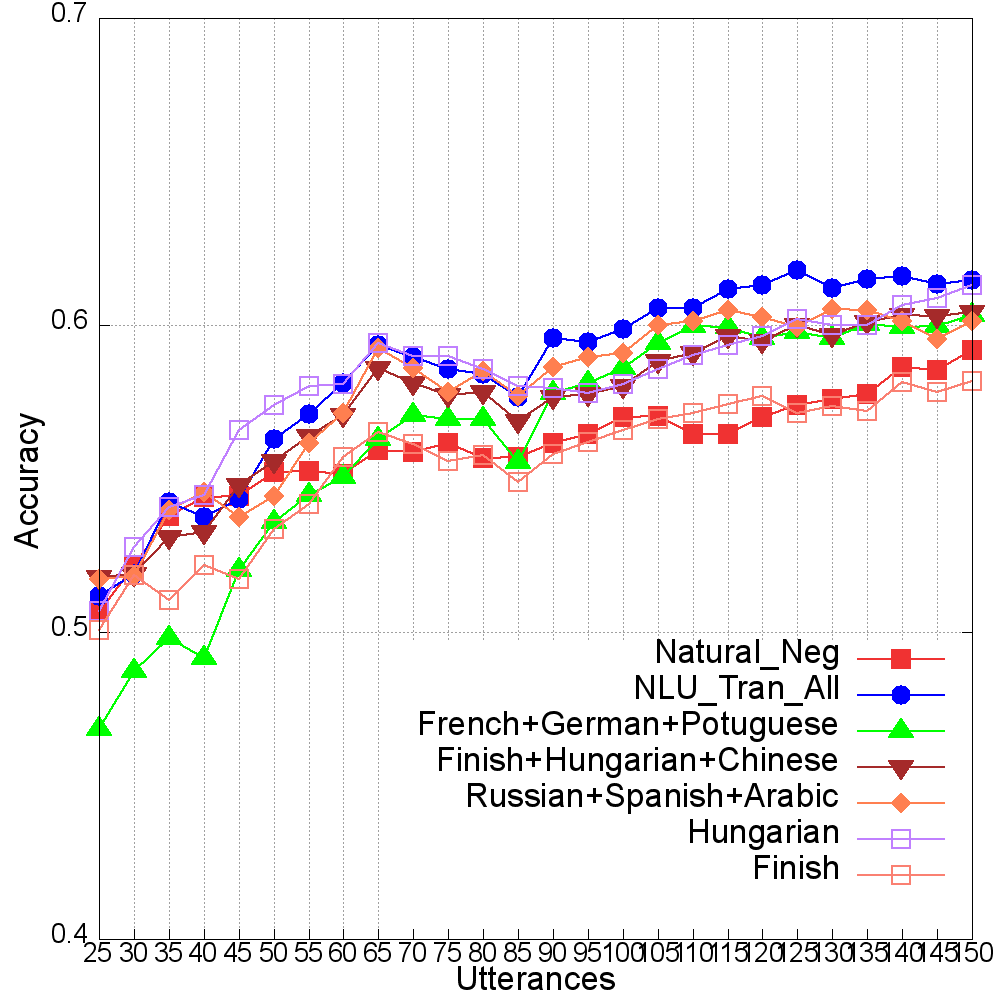 0.7
0.6
0.5
0.4
Accuracy
Natural_Neg
NLU_Tran_All
French+German+Potuguese
Finish+Hungarian+Chinese
Russian+Spanish+Arabic
Hungarian
Finish
25 30 35 40 45 50 55 60 65 70 75 80 85 90 95 100 105 110 115 120 125 130 135 140 145 150
Utterances